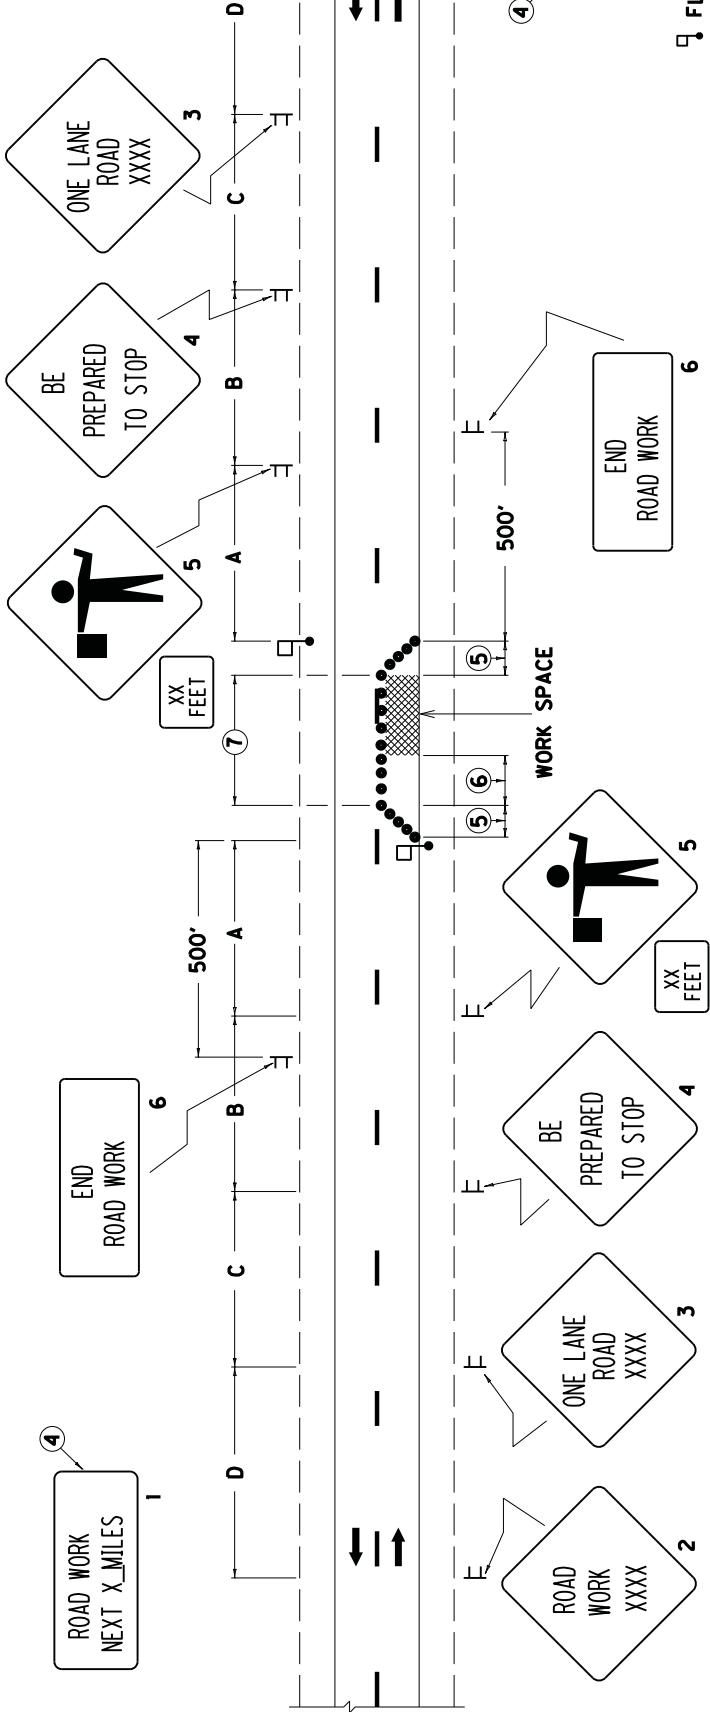 4
ROAD WORK
NEXT X_MILES
1
END
ROAD WORK
6
XX
FEET
5
BE
PREPARED
TO STOP
4
ONE LANE
ROAD
XXXX
3
500'
D
C
B
A
7
A
B
C
D
5
6
5
500'
WORK SPACE
ROAD
WORK
XXXX
2
ONE LANE
ROAD
XXXX
3
BE
PREPARED
TO STOP
4
XX
FEET
5
END
ROAD WORK
6
4